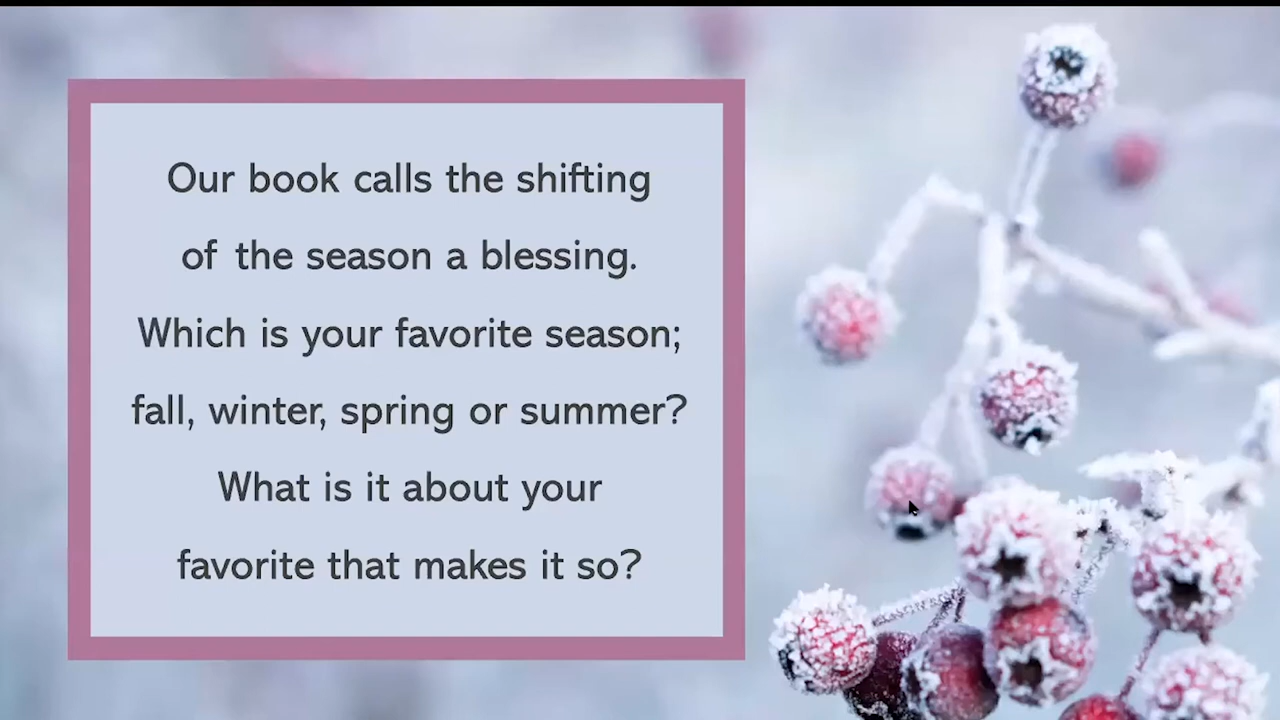 Our book calls the shifting
of the season a blessing.
Which is your favorite season;
fall, winter, spring or summer?
What is it about your
favorite that makes it so?